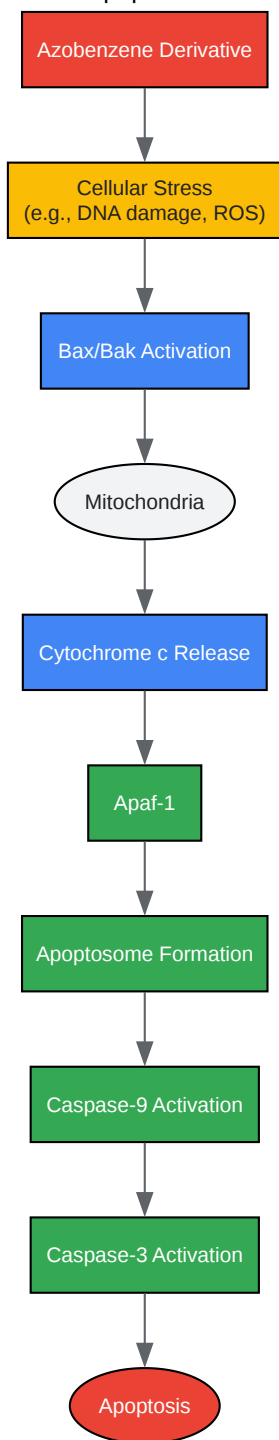 Azobenzene Derivative
Cellular Stress
(e.g., DNA damage, ROS)
Bax/Bak Activation
Mitochondria
Cytochrome c Release
Apaf-1
Apoptosome Formation
Caspase-9 Activation
Caspase-3 Activation
Apoptosis